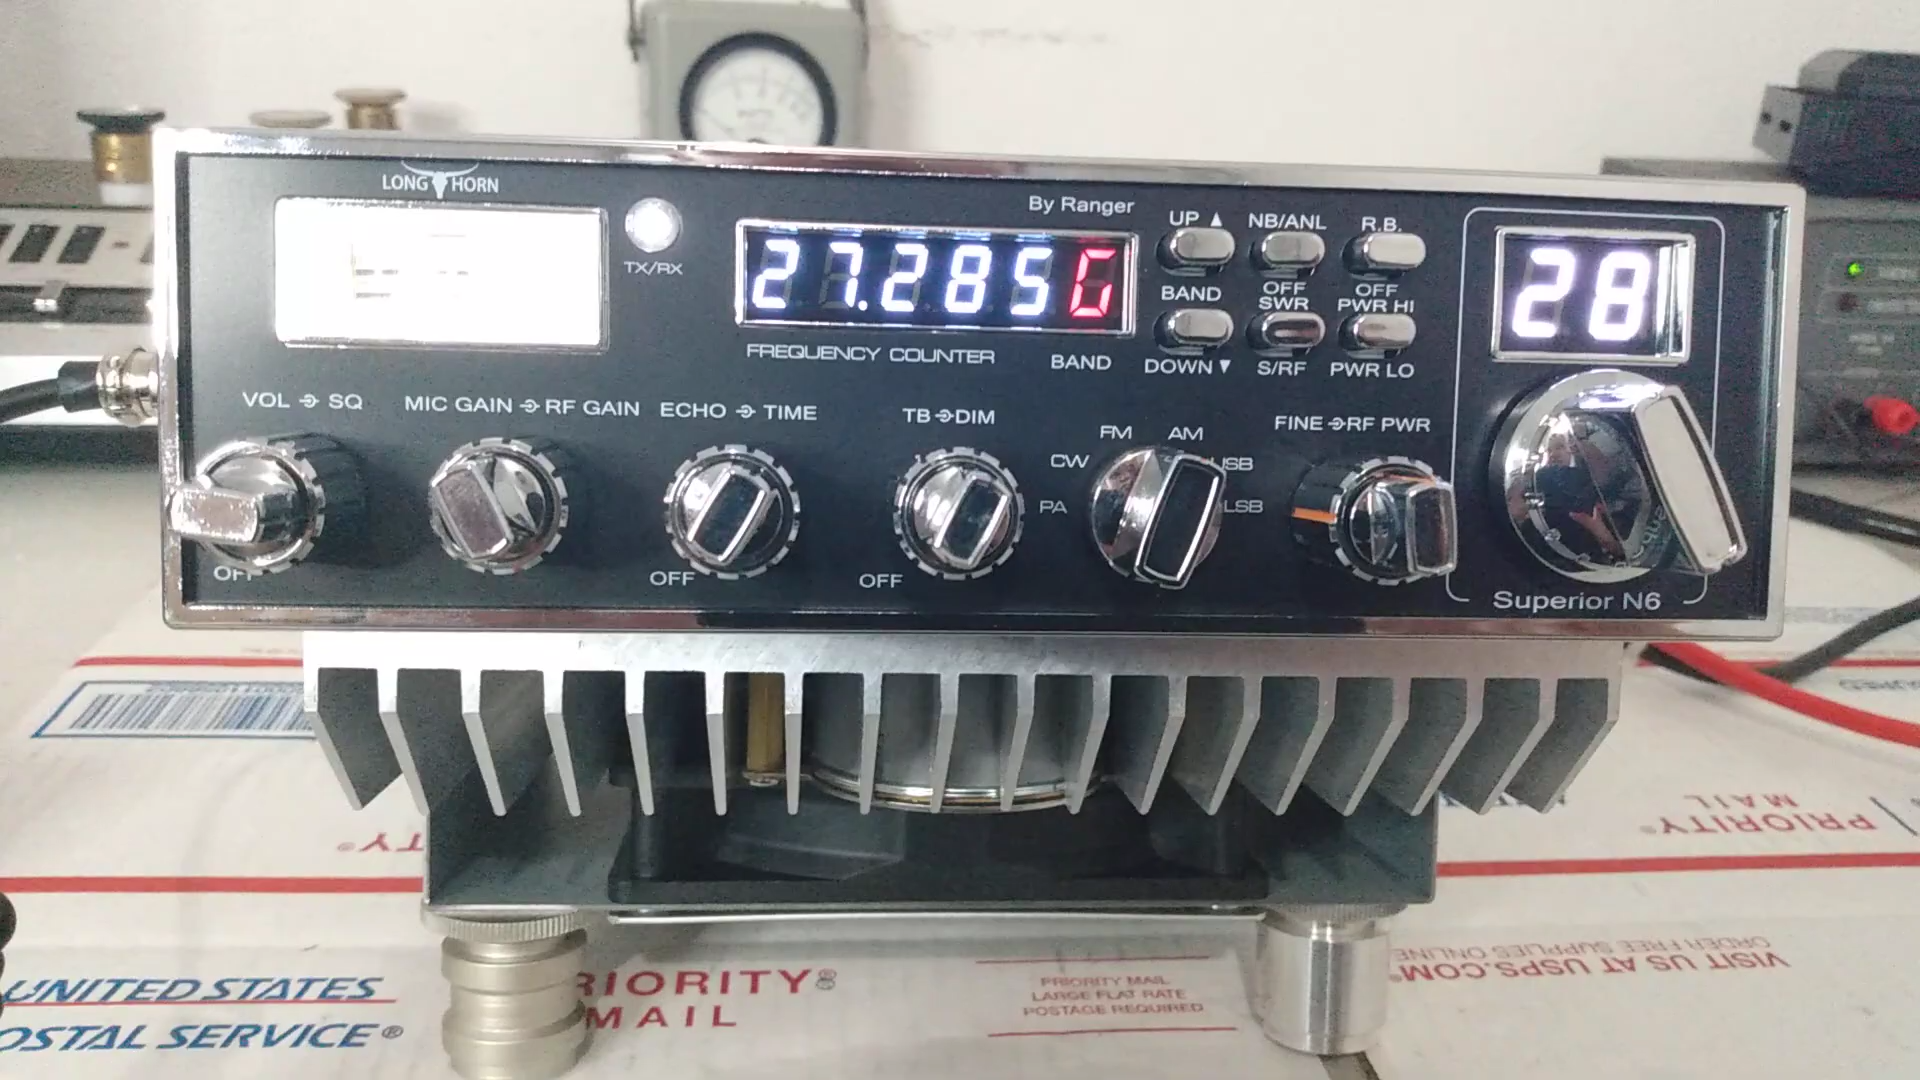 LONG HORN
By Ranger
UP ▲
NB/ANL
R.B.
TX/RX
27.285 G
28
BAND
OFF
SWR
OFF
PWR HI
FREQUENCY COUNTER
BAND
DOWN ▼
S/RF
PWR LO
VOL SQ
MIC GAIN RF GAIN
ECHO TIME
TB DIM
FM
AM
CW
USB
PA
LSB
FINE RF PWR
OFF
OFF
OFF
Superior N6
PRIORITY
MAIL
VISIT US AT USPS.COM®
ORDER FREE SUPPLIES ONLINE
UNITED STATES
POSTAL SERVICE®
PRIORITY®
MAIL
PRIORITY MAIL
LARGE FLAT RATE
POSTAGE REQUIRED